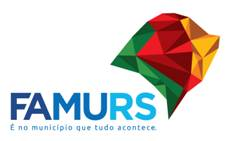 FAMURS
É no município que tudo acontece.